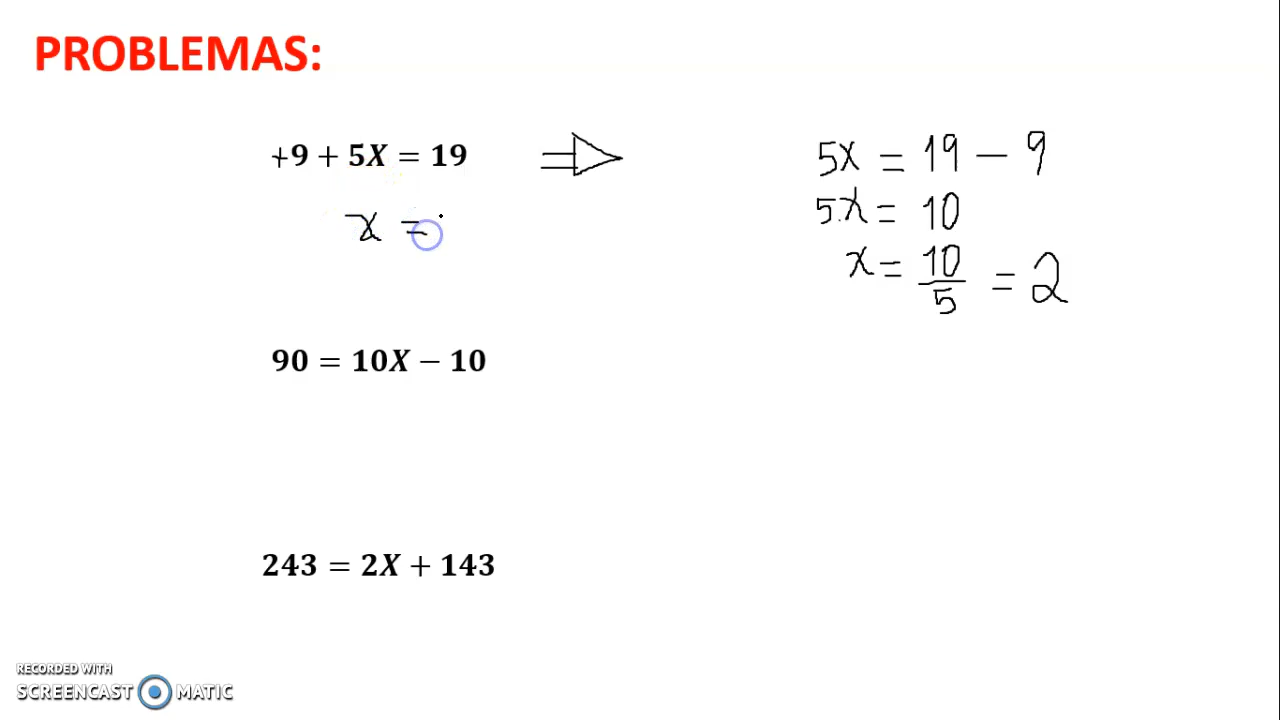 PROBLEMAS:
+9 + 5X = 19
5X = 19 − 9
5.X = 10
x =
x = 10/5 = 2
90 = 10X − 10
243 = 2X + 143
RECORDED WITH
SCREENCAST MATIC